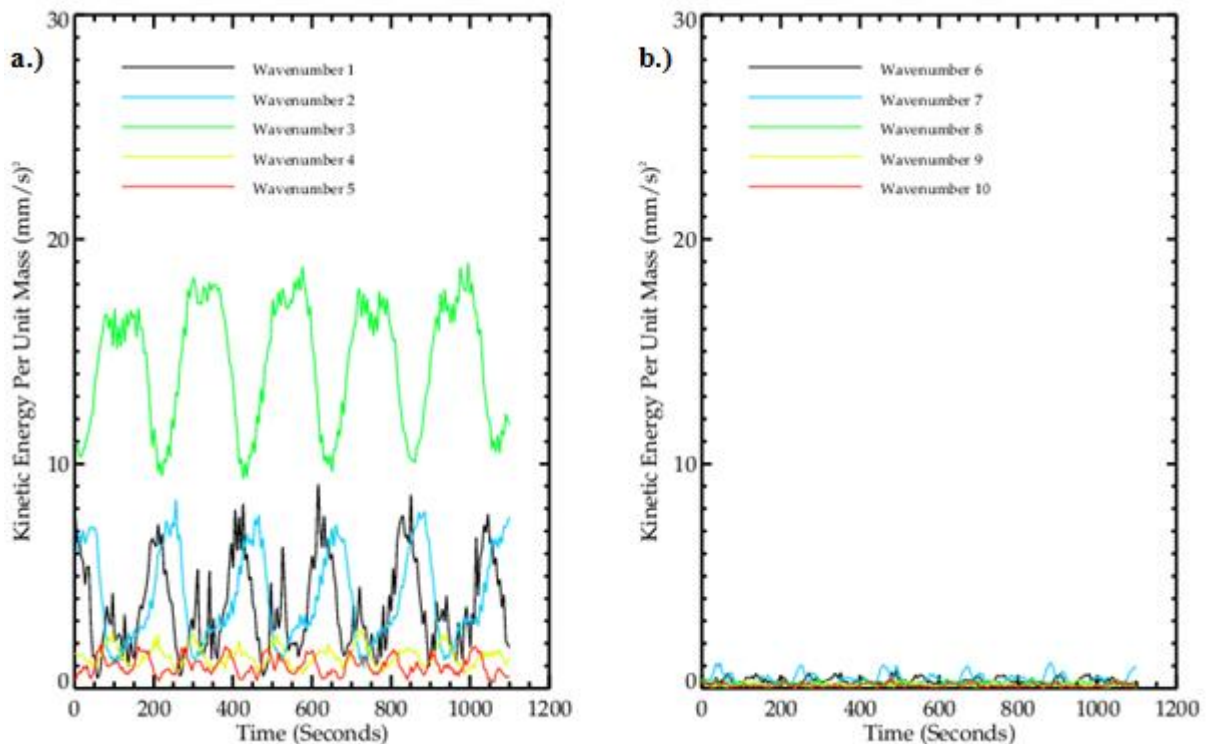 a.)
Kinetic Energy Per Unit Mass (mm/s)²
30
20
10
0
Wavenumber 1
Wavenumber 2
Wavenumber 3
Wavenumber 4
Wavenumber 5
0 200 400 600 800 1000 1200
Time (Seconds)
b.)
Kinetic Energy Per Unit Mass (mm/s)²
30
20
10
0
Wavenumber 6
Wavenumber 7
Wavenumber 8
Wavenumber 9
Wavenumber 10
0 200 400 600 800 1000 1200
Time (Seconds)